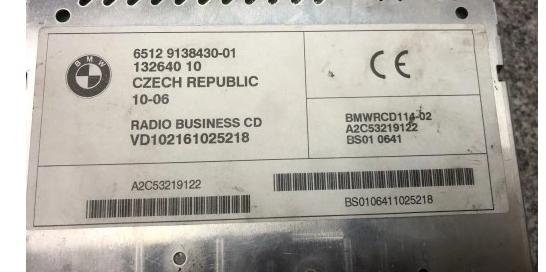 BMW
6512 9138430-01
132640 10
CZECH REPUBLIC
10-06
RADIO BUSINESS CD
VD102161025218
CE
BMWRCD114-02
A2C53219122
BS01 0641
A2C53219122
BS0106411025218